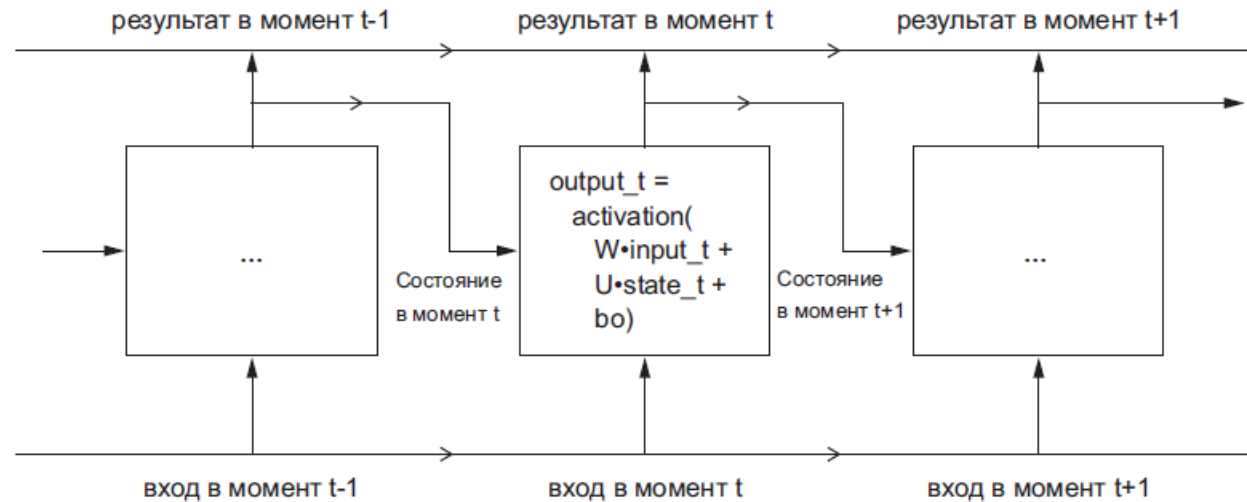 результат в момент t-1
результат в момент t
результат в момент t+1
...
output_t =
activation(
W•input_t +
U•state_t +
bo)
...
Состояние
в момент t
Состояние
в момент t+1
вход в момент t-1
вход в момент t
вход в момент t+1